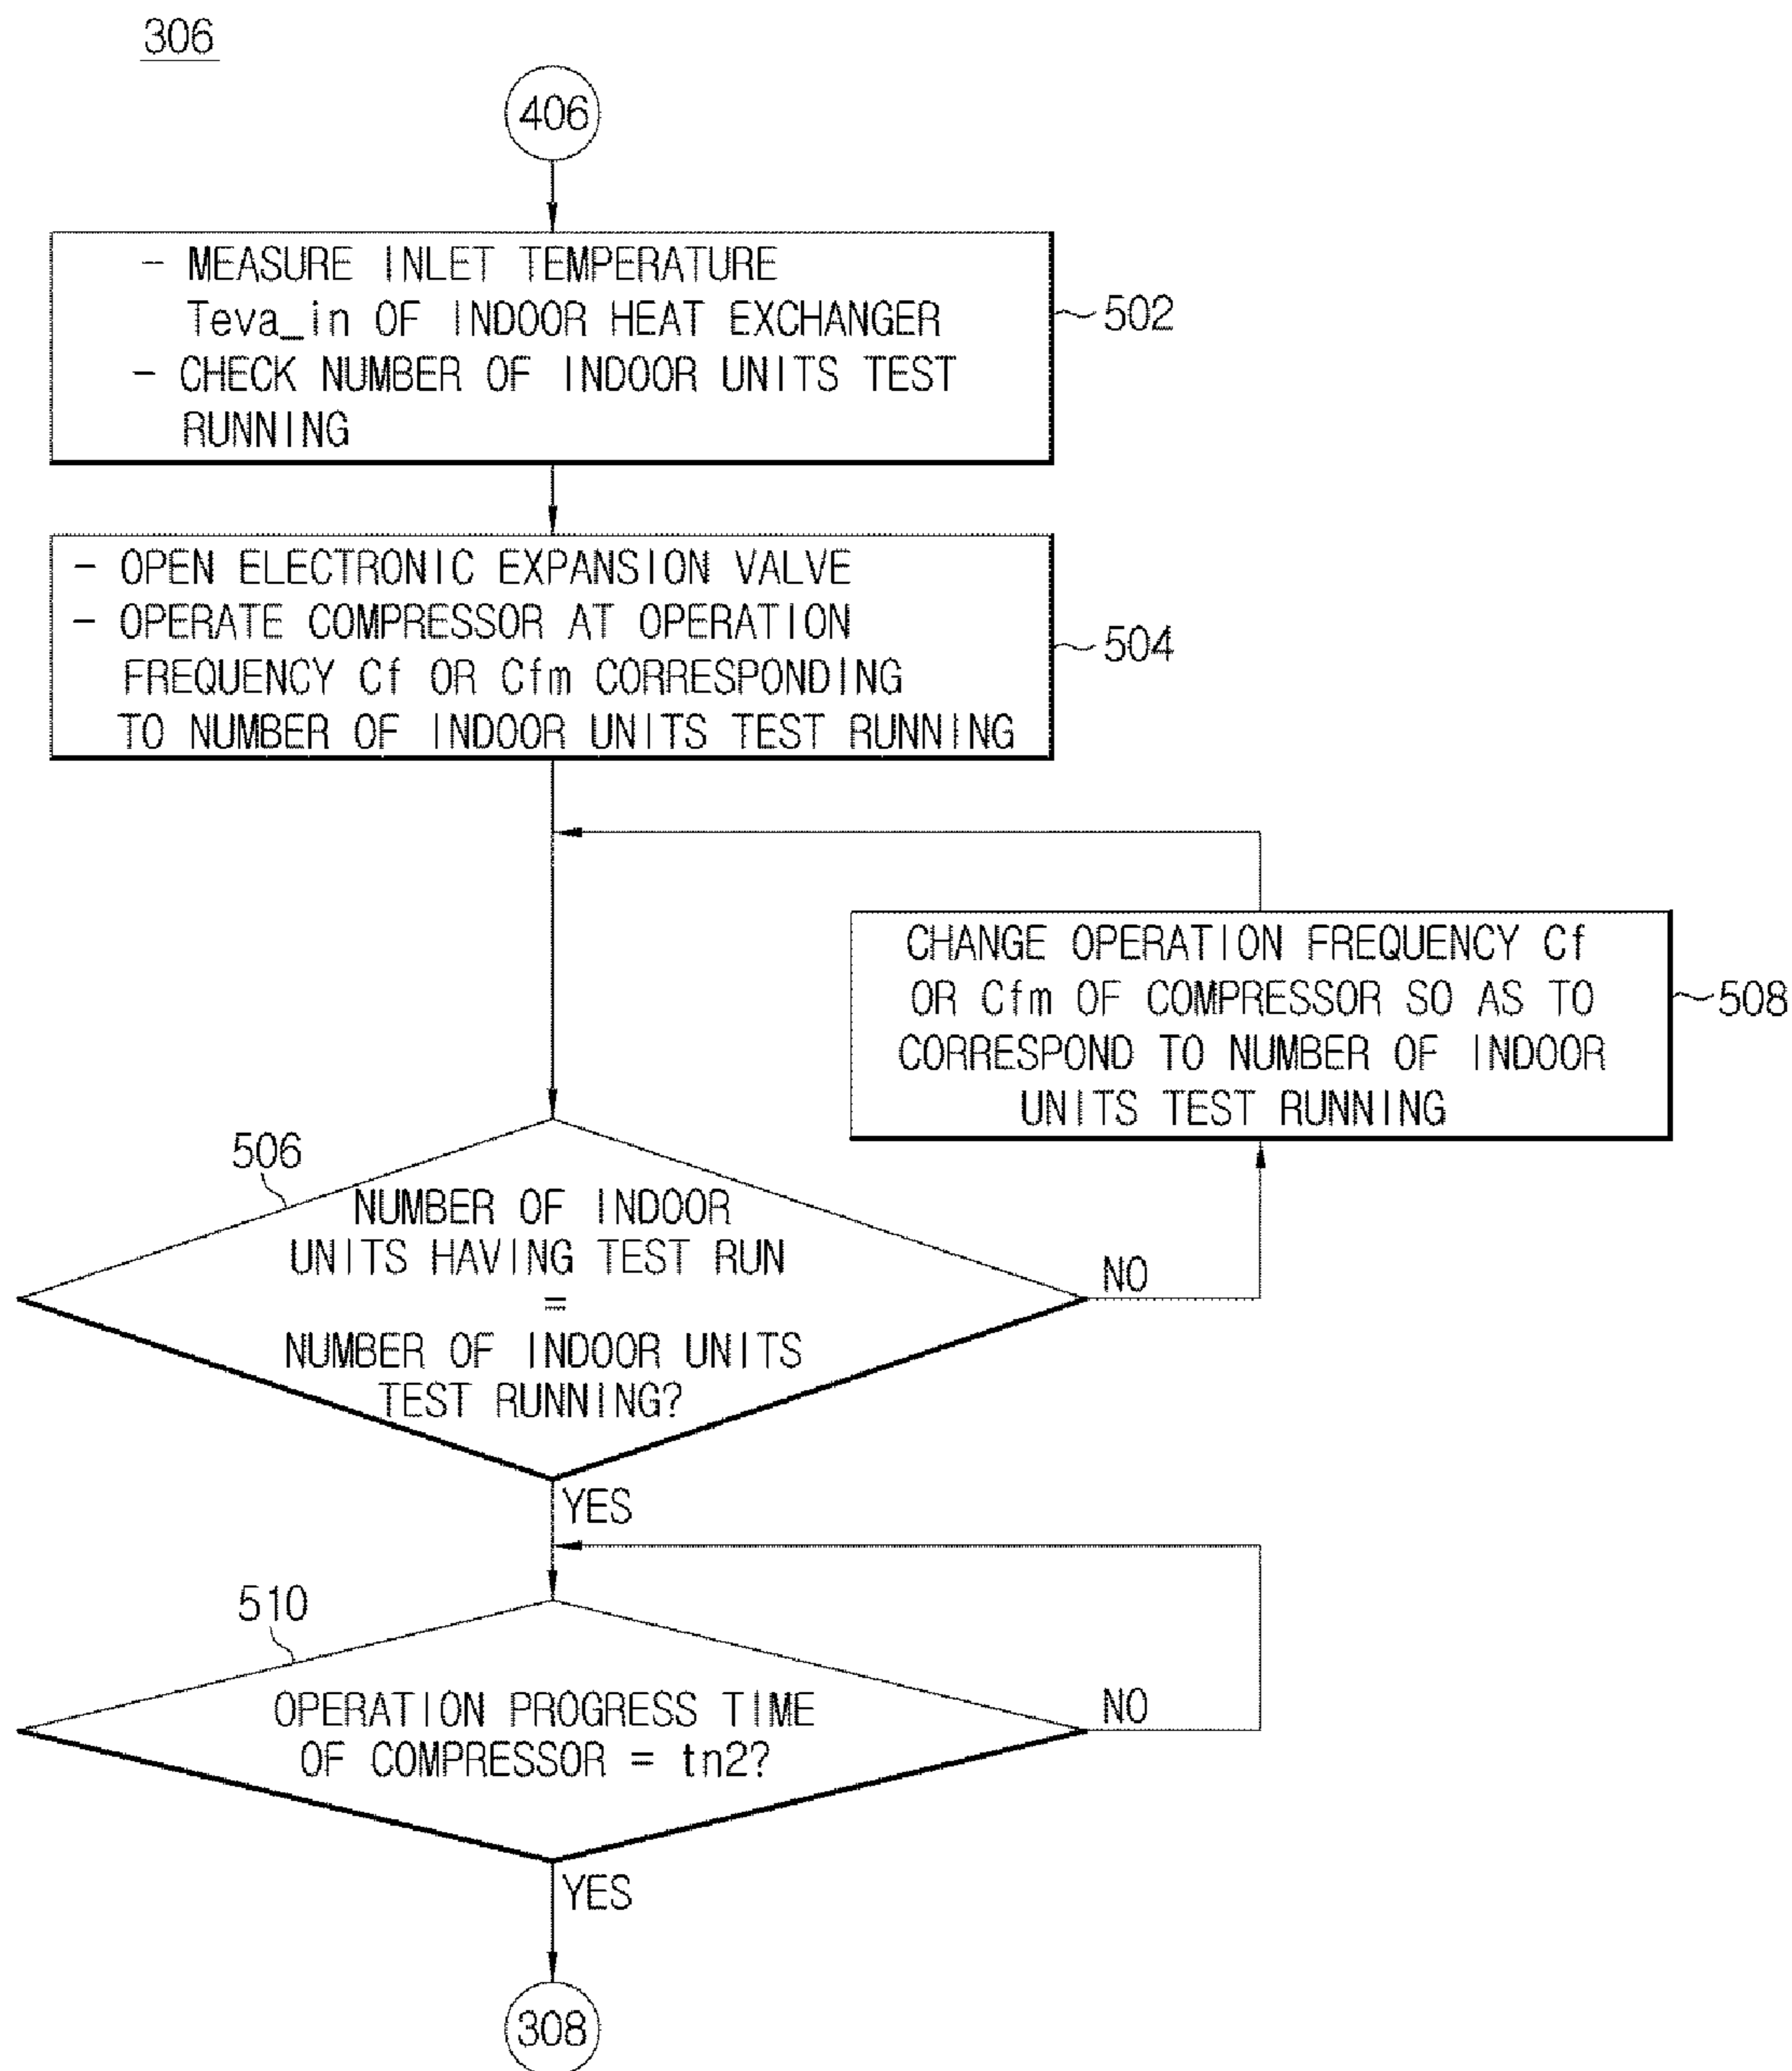 306
406
- MEASURE INLET TEMPERATURE
Teva_in OF INDOOR HEAT EXCHANGER
- CHECK NUMBER OF INDOOR UNITS TEST
RUNNING
502
- OPEN ELECTRONIC EXPANSION VALVE
- OPERATE COMPRESSOR AT OPERATION
FREQUENCY Cf OR Cfm CORRESPONDING
TO NUMBER OF INDOOR UNITS TEST RUNNING
504
CHANGE OPERATION FREQUENCY Cf
OR Cfm OF COMPRESSOR SO AS TO
CORRESPOND TO NUMBER OF INDOOR
UNITS TEST RUNNING
508
506
NUMBER OF INDOOR
UNITS HAVING TEST RUN
=
NUMBER OF INDOOR UNITS
TEST RUNNING?
NO
YES
510
OPERATION PROGRESS TIME
OF COMPRESSOR = tn2?
NO
YES
308